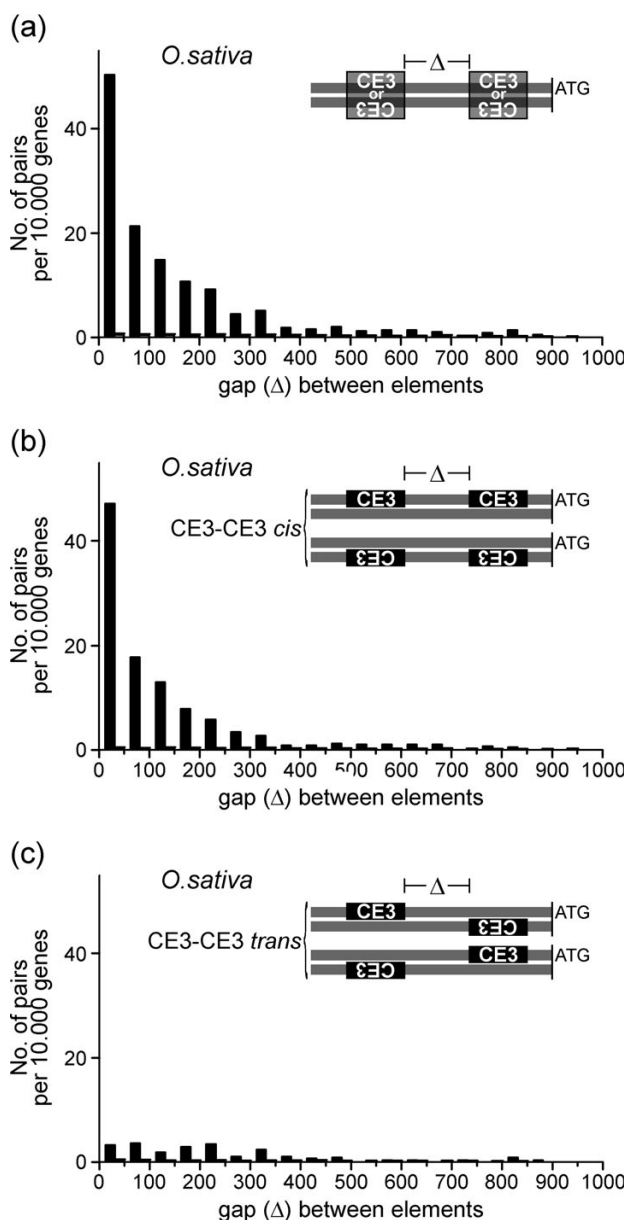 (a)
O.sativa
Δ
CE3
or
CE3
CE3
or
CE3
ATG
No. of pairs
per 10.000 genes
40
20
0
0 100 200 300 400 500 600 700 800 900 1000
gap (Δ) between elements
(b)
O.sativa
Δ
CE3 CE3 ATG
CE3-CE3 cis
ATG
CE3 CE3
No. of pairs
per 10.000 genes
40
20
0
0 100 200 300 400 500 600 700 800 900 1000
gap (Δ) between elements
(c)
O.sativa
Δ
CE3 ATG
CE3
CE3-CE3 trans
CE3 ATG
CE3
No. of pairs
per 10.000 genes
40
20
0
0 100 200 300 400 500 600 700 800 900 1000
gap (Δ) between elements